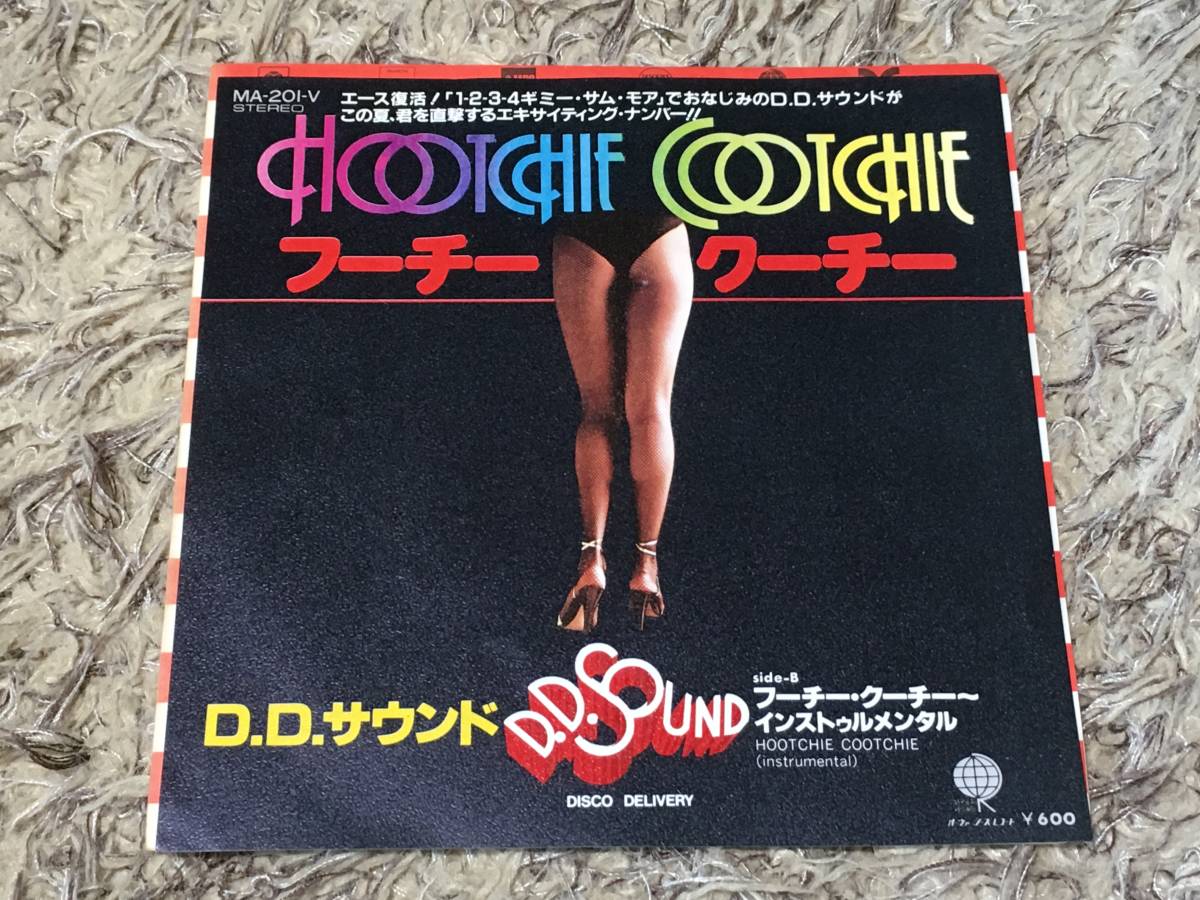 MA-201-V
STEREO
エース復活!「1-2-3-4ギミー・サム・モア」でおなじみのD.D.サウンドが
この夏、君を直撃するエキサイティング・ナンバー!!
HOOTCHIE COOTCHIE
フーチー クーチー
D.D.サウンド
D.D.SOUND
DISCO DELIVERY
side-B
フーチー・クーチー〜
インストゥルメンタル
HOOTCHIE COOTCHIE
(instrumental)
¥600